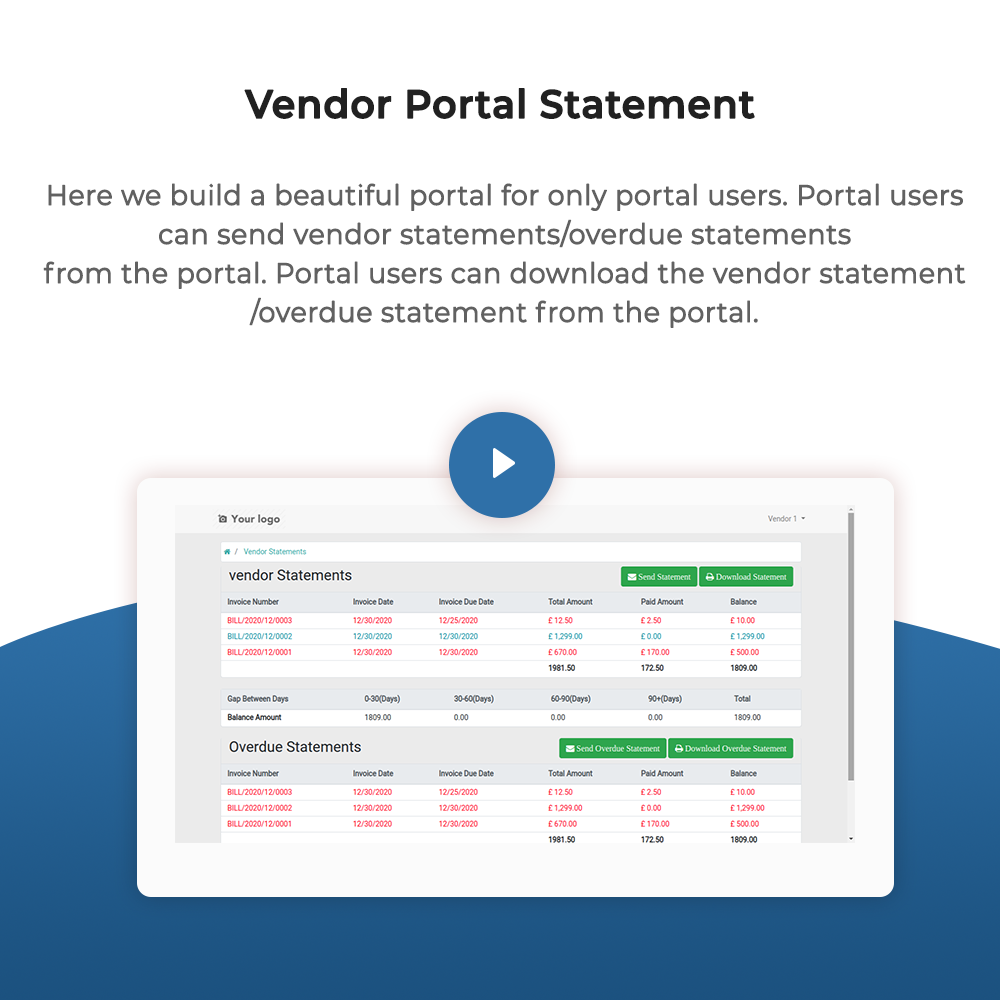 Vendor Portal Statement
Here we build a beautiful portal for only portal users. Portal users
can send vendor statements/overdue statements
from the portal. Portal users can download the vendor statement
/overdue statement from the portal.
Your logo
Vendor 1
/ Vendor Statements
vendor Statements
Send Statement Download Statement
Invoice Number Invoice Date Invoice Due Date Total Amount Paid Amount Balance
BILL/2020/12/0003 12/30/2020 12/25/2020 £ 12.50 £ 2.50 £ 10.00
BILL/2020/12/0002 12/30/2020 12/30/2020 £ 1,299.00 £ 0.00 £ 1,299.00
BILL/2020/12/0001 12/30/2020 12/30/2020 £ 670.00 £ 170.00 £ 500.00
1981.50 172.50 1809.00
Gap Between Days 0-30(Days) 30-60(Days) 60-90(Days) 90+(Days) Total
Balance Amount 1809.00 0.00 0.00 0.00 1809.00
Overdue Statements
Send Overdue Statement Download Overdue Statement
Invoice Number Invoice Date Invoice Due Date Total Amount Paid Amount Balance
BILL/2020/12/0003 12/30/2020 12/25/2020 £ 12.50 £ 2.50 £ 10.00
BILL/2020/12/0002 12/30/2020 12/30/2020 £ 1,299.00 £ 0.00 £ 1,299.00
BILL/2020/12/0001 12/30/2020 12/30/2020 £ 670.00 £ 170.00 £ 500.00
1981.50 172.50 1809.00